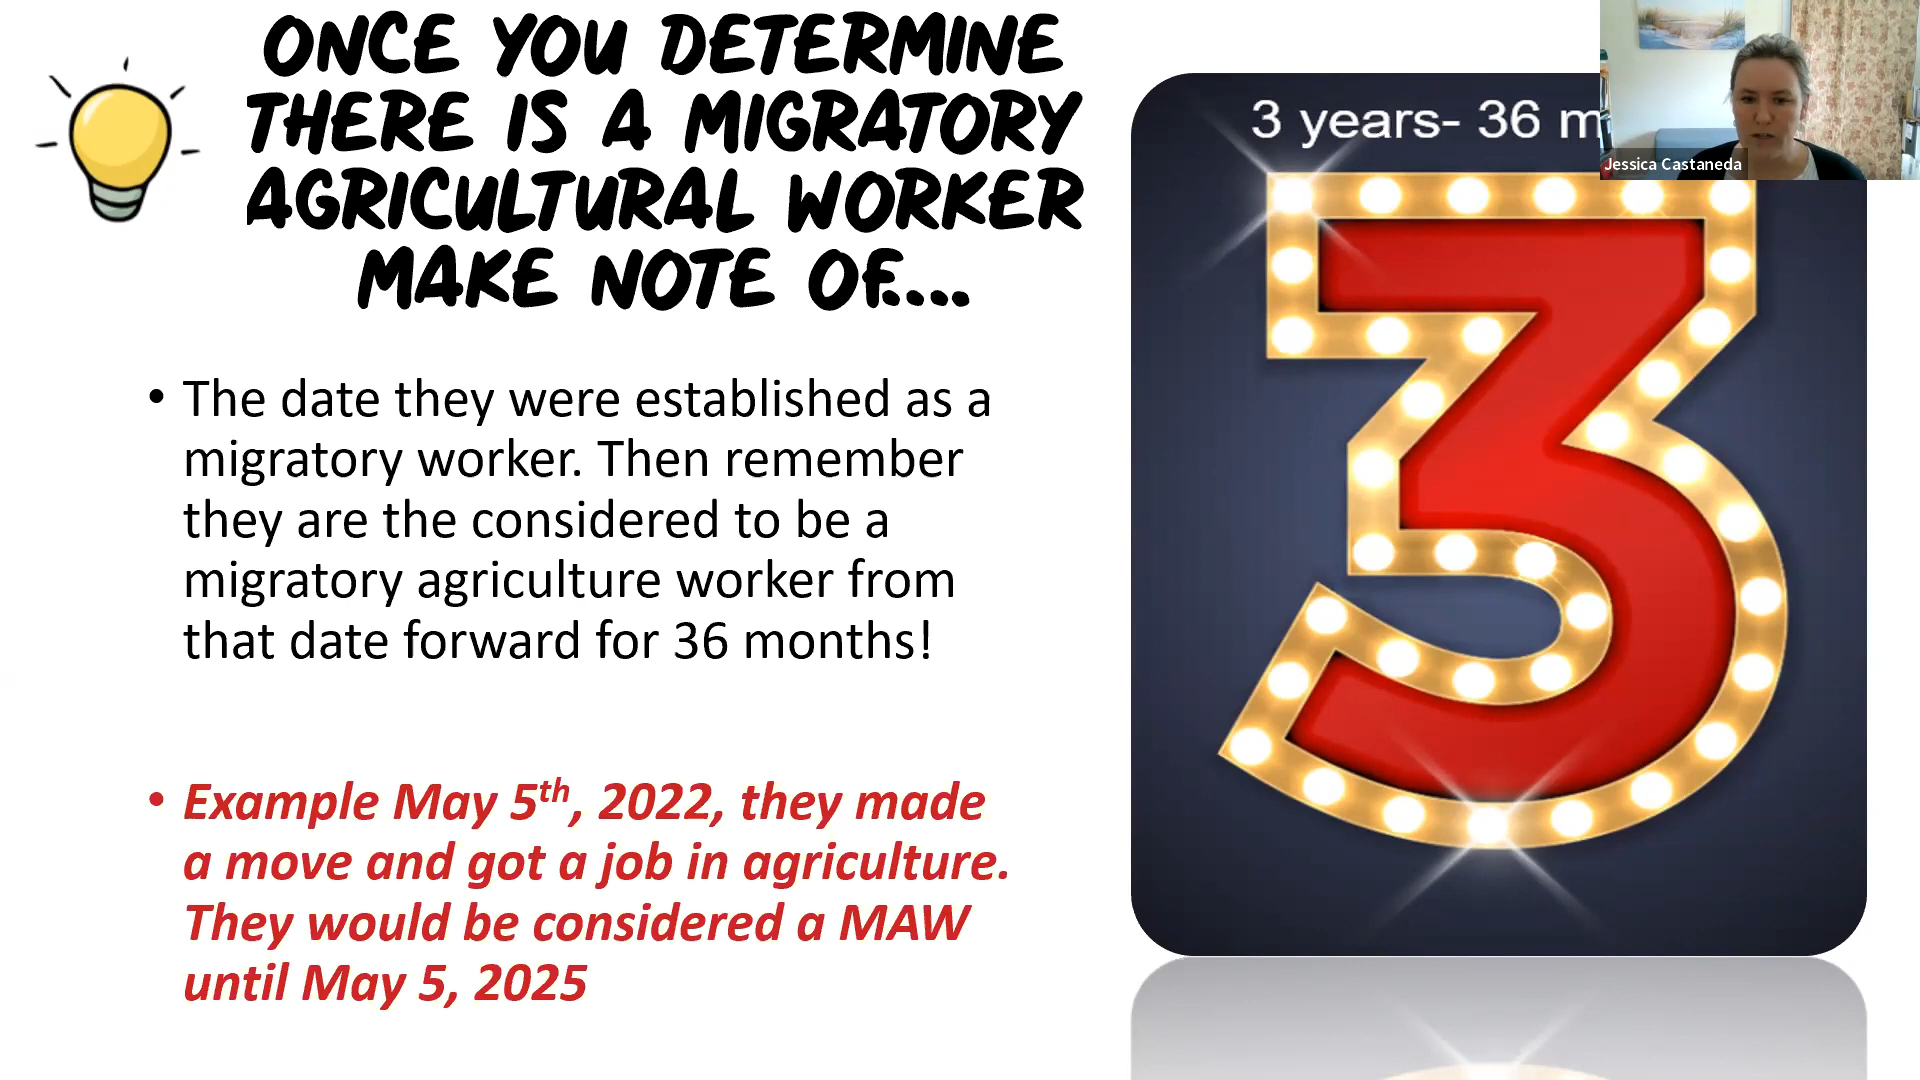 ONCE YOU DETERMINE
THERE IS A MIGRATORY
AGRICULTURAL WORKER
MAKE NOTE OF....
• The date they were established as a
migratory worker. Then remember
they are the considered to be a
migratory agriculture worker from
that date forward for 36 months!
• Example May 5th, 2022, they made
a move and got a job in agriculture.
They would be considered a MAW
until May 5, 2025
3 years- 36 m
3
Jessica Castaneda